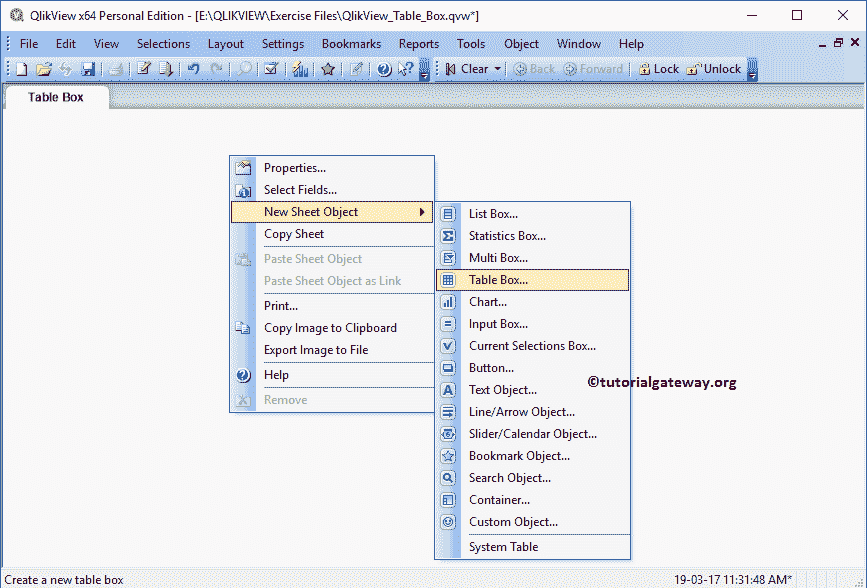 QlikView x64 Personal Edition - [E:\QLIKVIEW\Exercise Files\QlikView_Table_Box.qvw*]
File Edit View Selections Layout Settings Bookmarks Reports Tools Object Window Help
Clear Back Forward Lock Unlock
Table Box
Properties...
Select Fields...
New Sheet Object
Copy Sheet
Paste Sheet Object
Paste Sheet Object as Link
Print...
Copy Image to Clipboard
Export Image to File
Help
Remove
List Box...
Statistics Box...
Multi Box...
Table Box...
Chart...
Input Box...
Current Selections Box...
Button...
Text Object...
Line/Arrow Object...
Slider/Calendar Object...
Bookmark Object...
Search Object...
Container...
Custom Object...
System Table
©tutorialgateway.org
Create a new table box 19-03-17 11:31:48 AM*